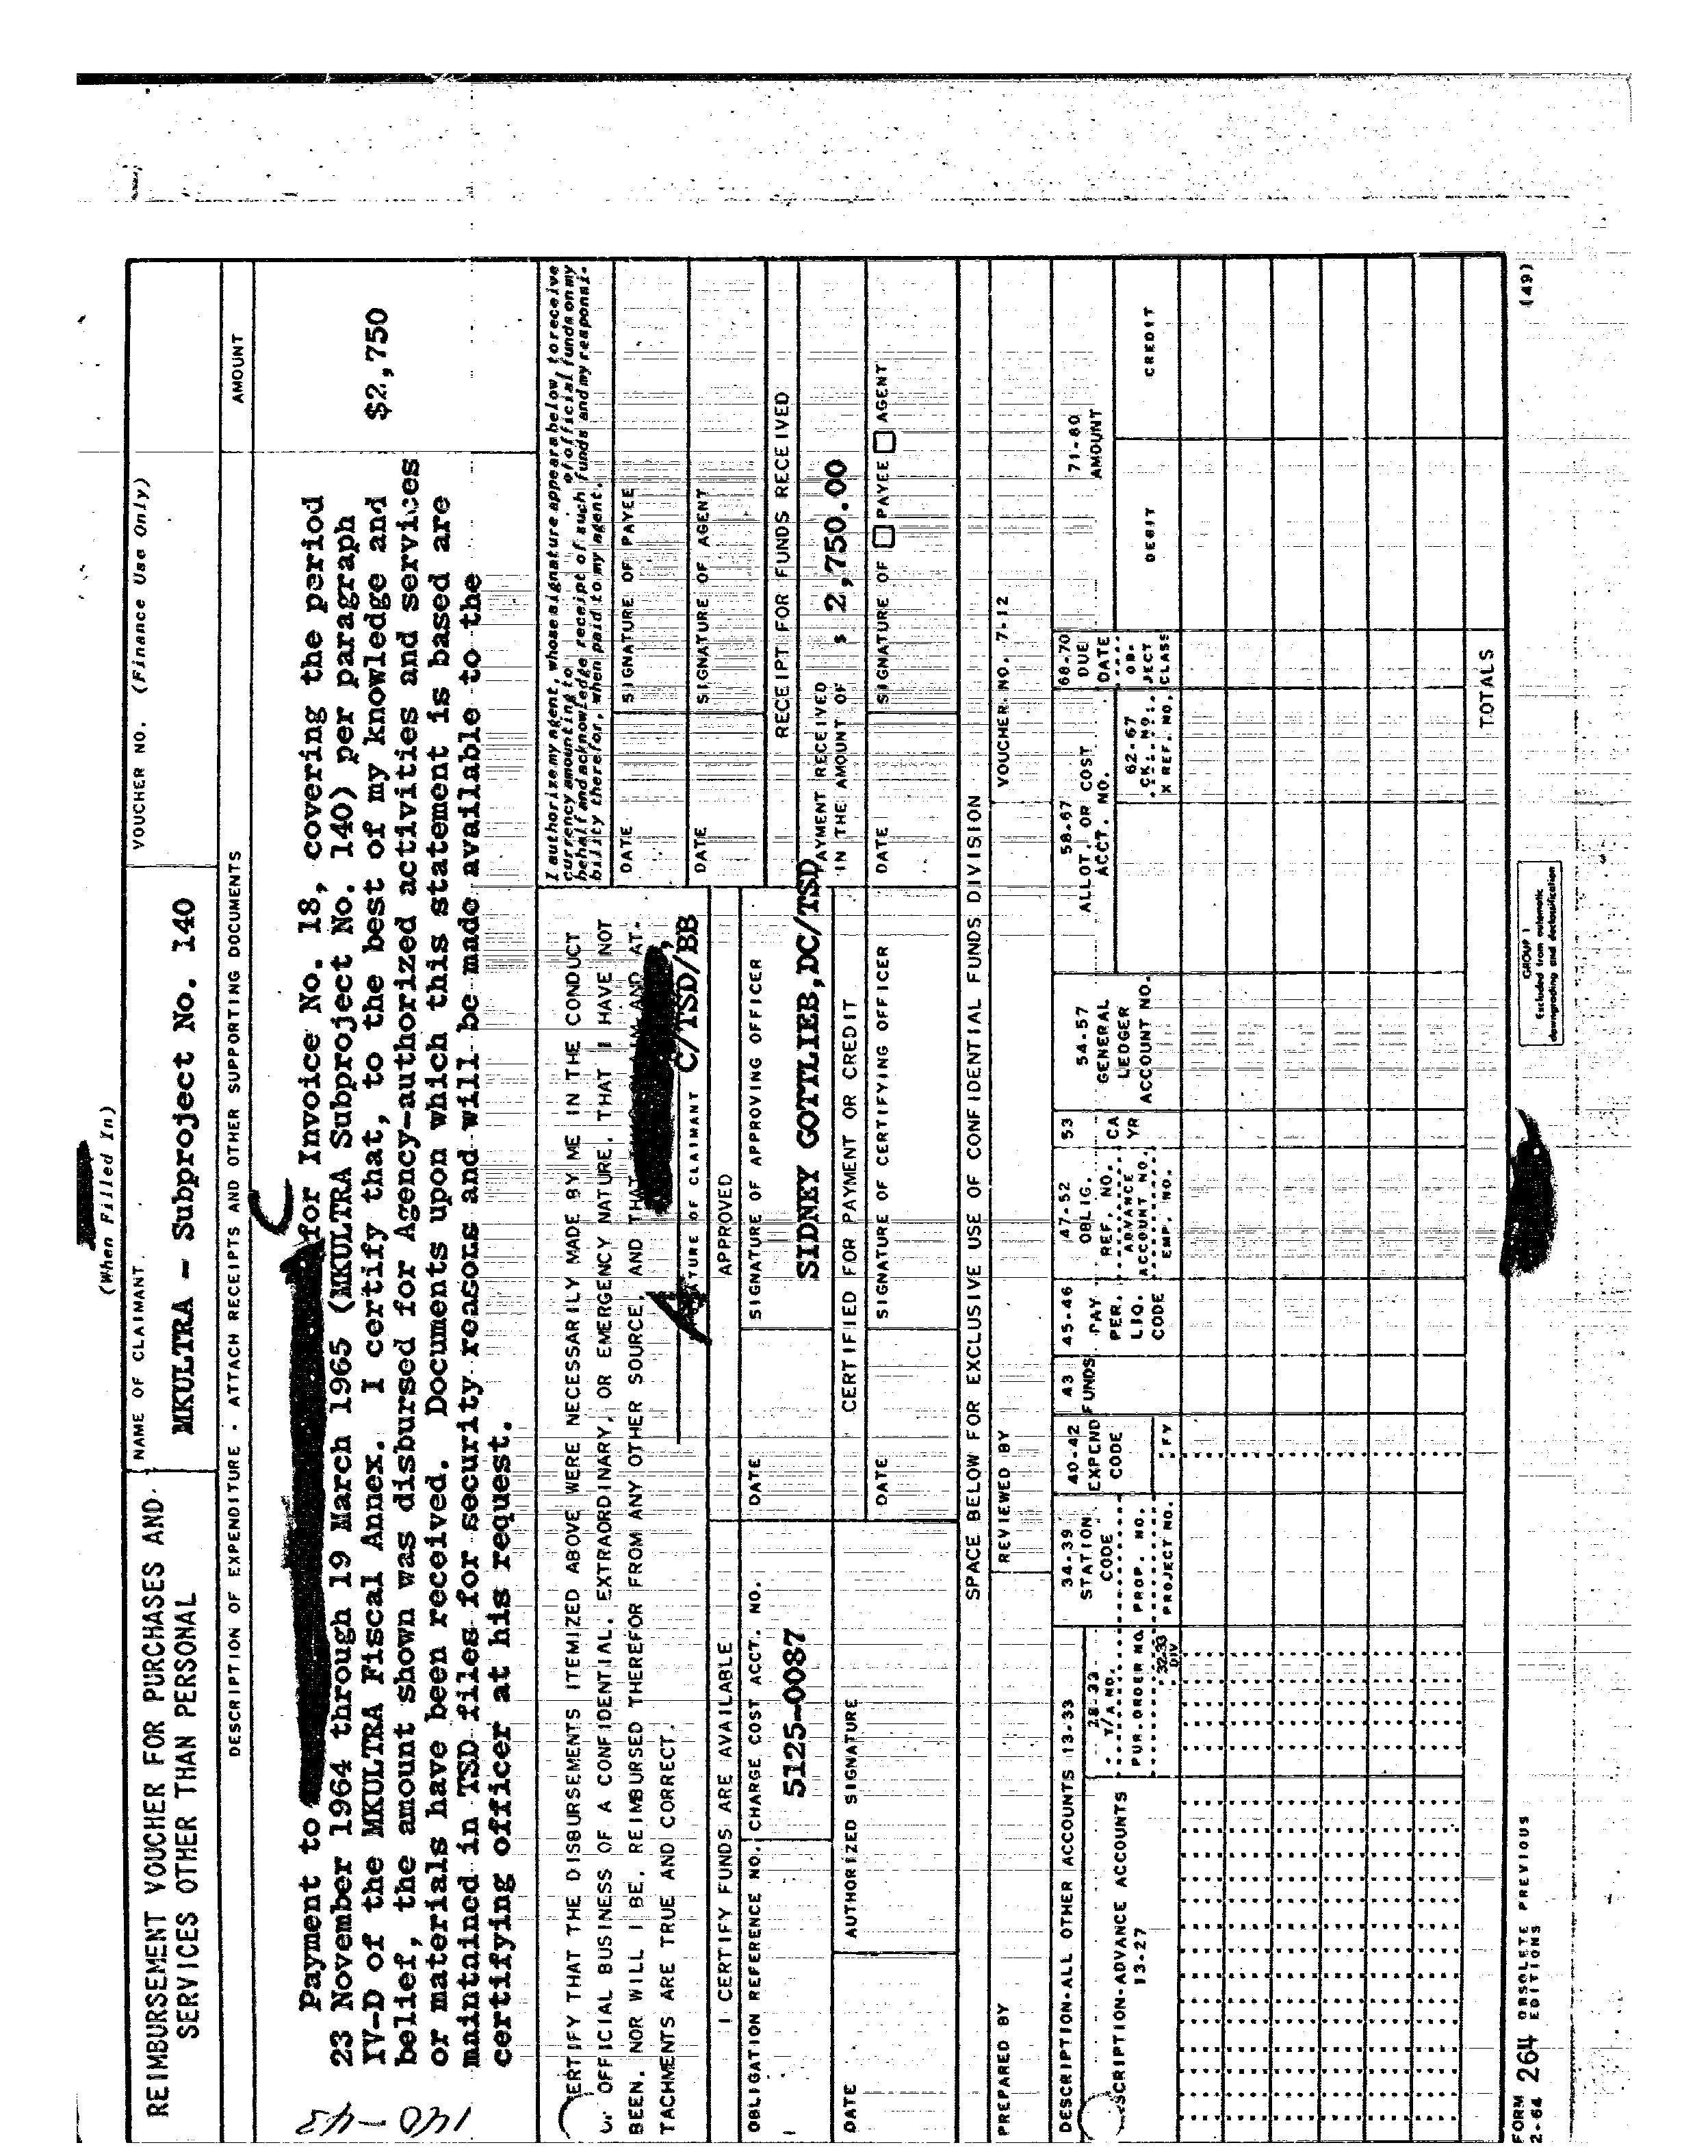 (When Filled In)
REIMBURSEMENT VOUCHER FOR PURCHASES AND
SERVICES OTHER THAN PERSONAL
NAME OF CLAIMANT
MKULTRA - Subproject No. 140
VOUCHER NO. (Finance Use Only)
DESCRIPTION OF EXPENDITURE - ATTACH RECEIPTS AND OTHER SUPPORTING DOCUMENTS
AMOUNT
Payment to for Invoice No. 18, covering the period
23 November 1964 through 19 March 1965 (MKULTRA Subproject No. 140) per paragraph
IV-D of the MKULTRA Fiscal Annex. I certify that, to the best of my knowledge and
belief, the amount shown was disbursed for Agency-authorized activities and services
or materials have been received. Documents upon which this statement is based are
maintained in TSD files for security reasons and will be made available to the
certifying officer at his request.
$2,750
140-43
CERTIFY THAT THE DISBURSEMENTS ITEMIZED ABOVE WERE NECESSARILY MADE BY ME IN THE CONDUCT
OF OFFICIAL BUSINESS OF A CONFIDENTIAL, EXTRAORDINARY, OR EMERGENCY NATURE, THAT I HAVE NOT
BEEN, NOR WILL I BE, REIMBURSED THEREFOR FROM ANY OTHER SOURCE, AND THAT AND AT-
TACHMENTS ARE TRUE AND CORRECT.
C/TSD/BB
ATURE OF CLAIMANT
I authorize my agent, whose signature appears below, to receive
currency amounting to of official funds on my
behalf and acknowledge receipt of such funds and my responsi-
bility therefor, when paid to my agent.
DATE SIGNATURE OF PAYEE
DATE SIGNATURE OF AGENT
I CERTIFY FUNDS ARE AVAILABLE
APPROVED
OBLIGATION REFERENCE NO. CHARGE COST ACCT. NO.
5125-0087
DATE SIGNATURE OF APPROVING OFFICER
SIDNEY GOTTLIEB, DC/TSD
RECEIPT FOR FUNDS RECEIVED
PAYMENT RECEIVED
IN THE AMOUNT OF $ 2,750.00
DATE AUTHORIZED SIGNATURE
CERTIFIED FOR PAYMENT OR CREDIT
DATE SIGNATURE OF CERTIFYING OFFICER
DATE SIGNATURE OF PAYEE AGENT
SPACE BELOW FOR EXCLUSIVE USE OF CONFIDENTIAL FUNDS DIVISION
PREPARED BY REVIEWED BY VOUCHER NO. 7-12
DESCRIPTION-ALL OTHER ACCOUNTS 13-33
DESCRIPTION-ADVANCE ACCOUNTS
13-27
28-33
T/A NO.
PUR.ORDER NO.
32-33
DIV
34-39
STATION
CODE
PROP. NO.
PROJECT NO.
40-42
EXPEND
CODE
FY
43
FUNDS
45-46
PAY
PER.
LIQ.
CODE
47-52
OBLIG.
REF. NO.
ADVANCE
ACCOUNT NO.
EMP. NO.
53
CA
YR
54-57
GENERAL
LEDGER
ACCOUNT NO.
58-67
ALLOT. OR COST
ACCT. NO.
62-67
CK. NO.
X REF. NO.
68-70
DUE
DATE
OB-
JECT
CLASS
71-80
AMOUNT
DEBIT
CREDIT
TOTALS
FORM
2-64 264 OBSOLETE PREVIOUS
EDITIONS
GROUP 1
Excluded from automatic
downgrading and declassification
(49)